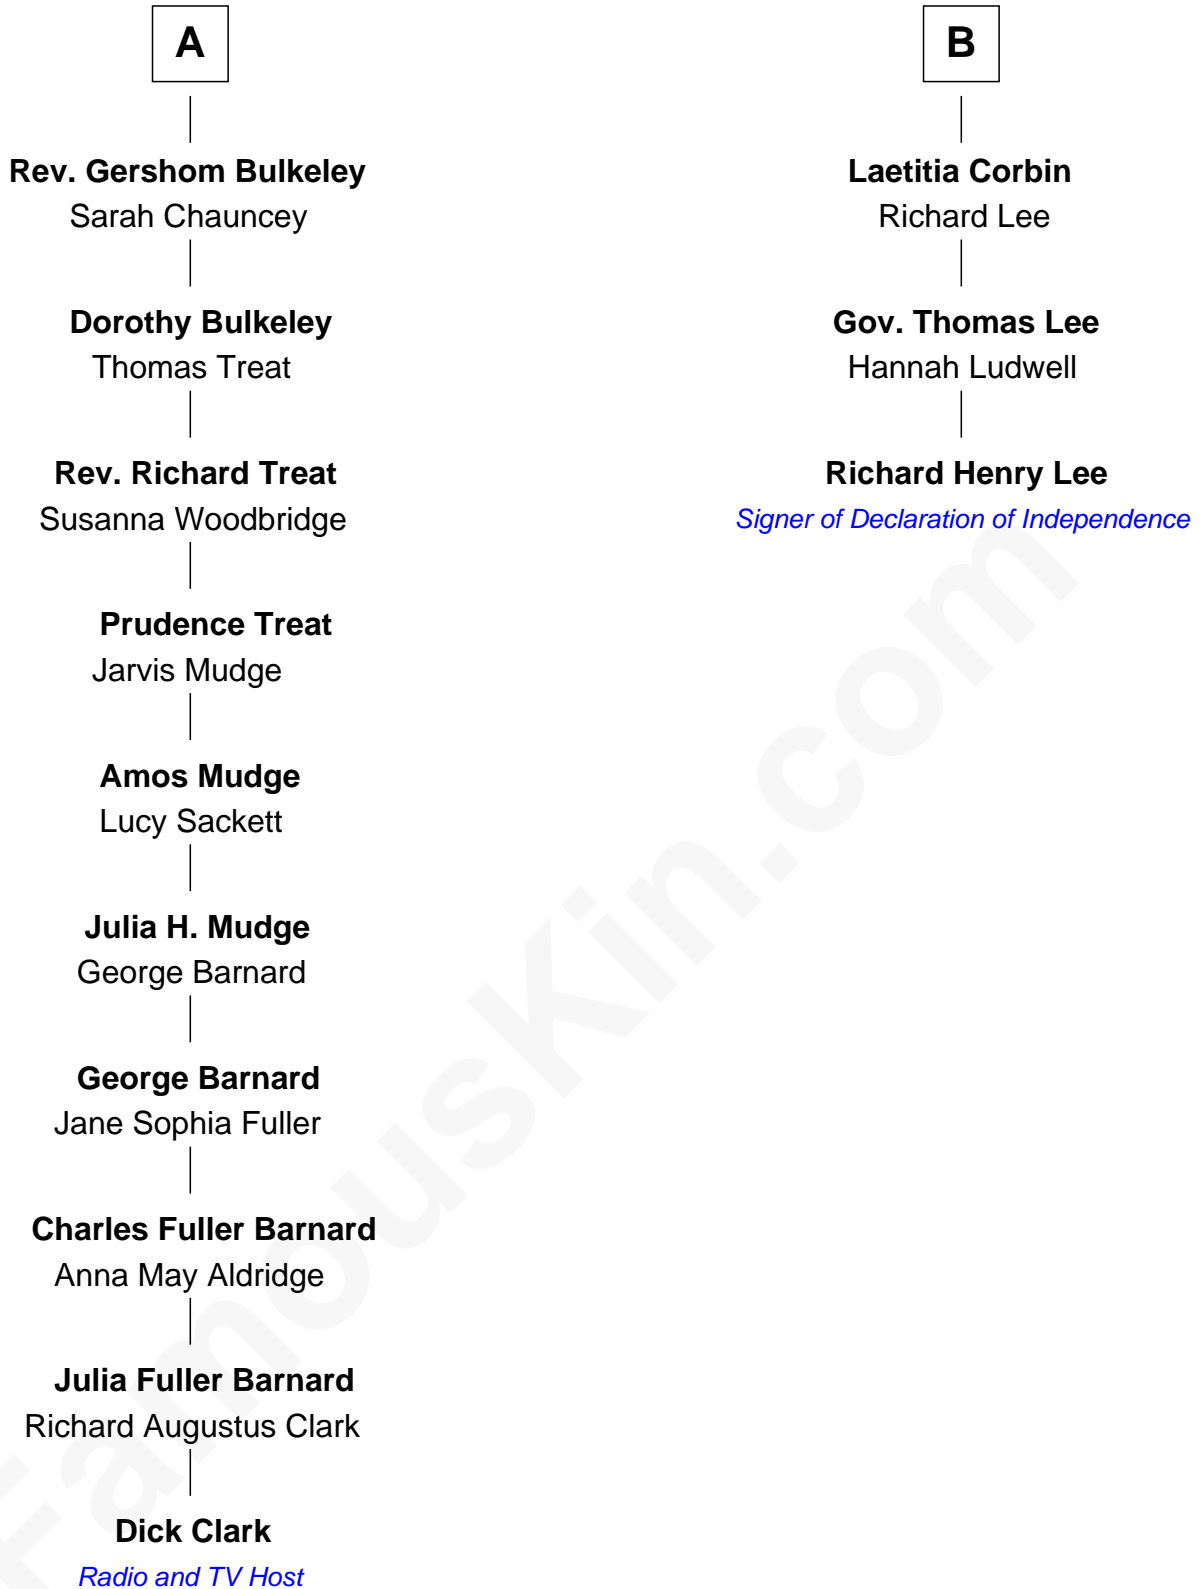 A
Rev. Gershom Bulkeley
Sarah Chauncey
Dorothy Bulkeley
Thomas Treat
Rev. Richard Treat
Susanna Woodbridge
Prudence Treat
Jarvis Mudge
Amos Mudge
Lucy Sackett
Julia H. Mudge
George Barnard
George Barnard
Jane Sophia Fuller
Charles Fuller Barnard
Anna May Aldridge
Julia Fuller Barnard
Richard Augustus Clark
Dick Clark
Radio and TV Host
B
Laetitia Corbin
Richard Lee
Gov. Thomas Lee
Hannah Ludwell
Richard Henry Lee
Signer of Declaration of Independence
FamousKin.com